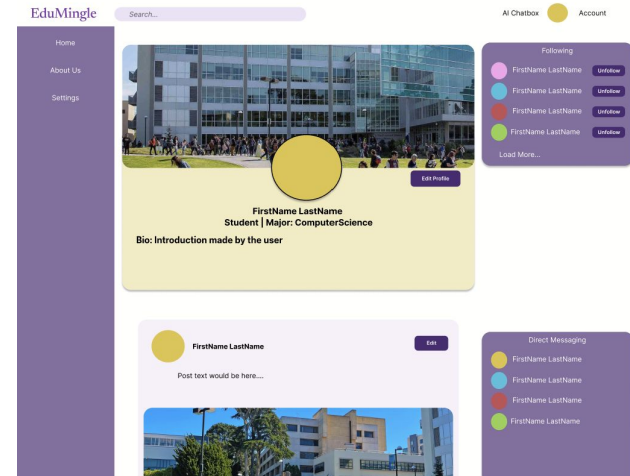 EduMingle
Search...
AI Chatbox
Account
Home
About Us
Settings
Edit Profile
FirstName LastName
Student | Major: ComputerScience
Bio: Introduction made by the user
Following
FirstName LastName
Unfollow
FirstName LastName
Unfollow
FirstName LastName
Unfollow
FirstName LastName
Unfollow
Load More...
FirstName LastName
Edit
Post text would be here....
Direct Messaging
FirstName LastName
FirstName LastName
FirstName LastName
FirstName LastName